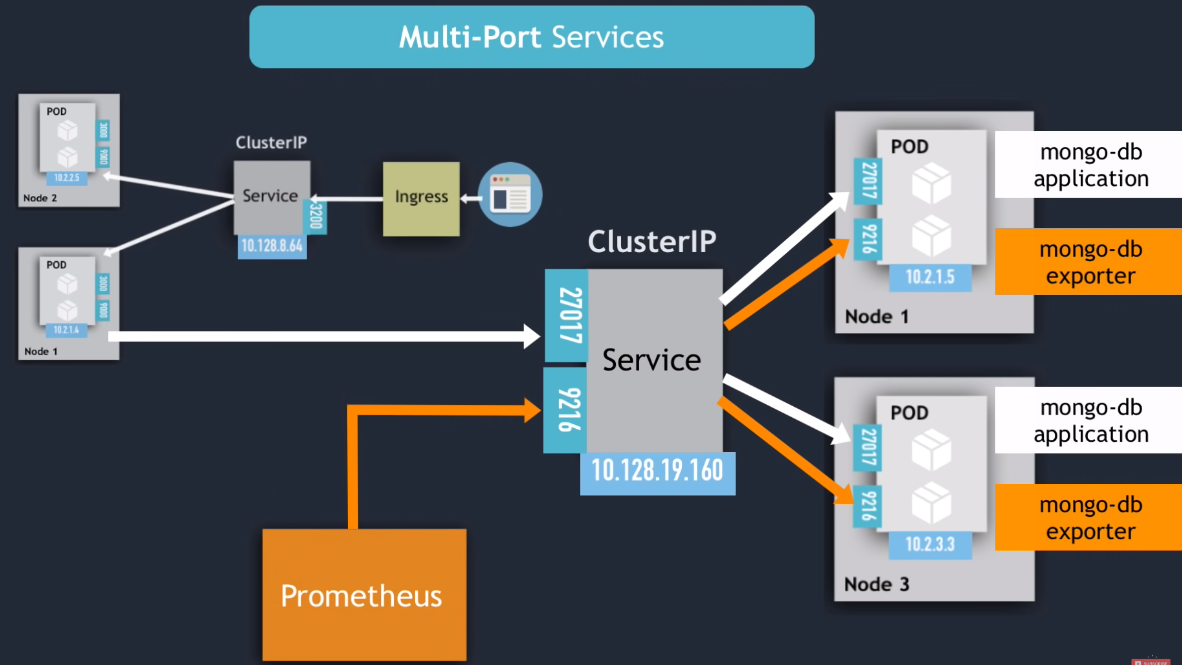 Multi-Port Services
POD
3000
9000
10.2.2.5
Node 2
ClusterIP
Service
3200
10.128.8.64
Ingress
POD
3000
9000
10.2.1.4
Node 1
ClusterIP
27017
9216
Service
10.128.19.160
Prometheus
POD
27017
9216
10.2.1.5
Node 1
mongo-db
application
mongo-db
exporter
POD
27017
9216
10.2.3.3
Node 3
mongo-db
application
mongo-db
exporter